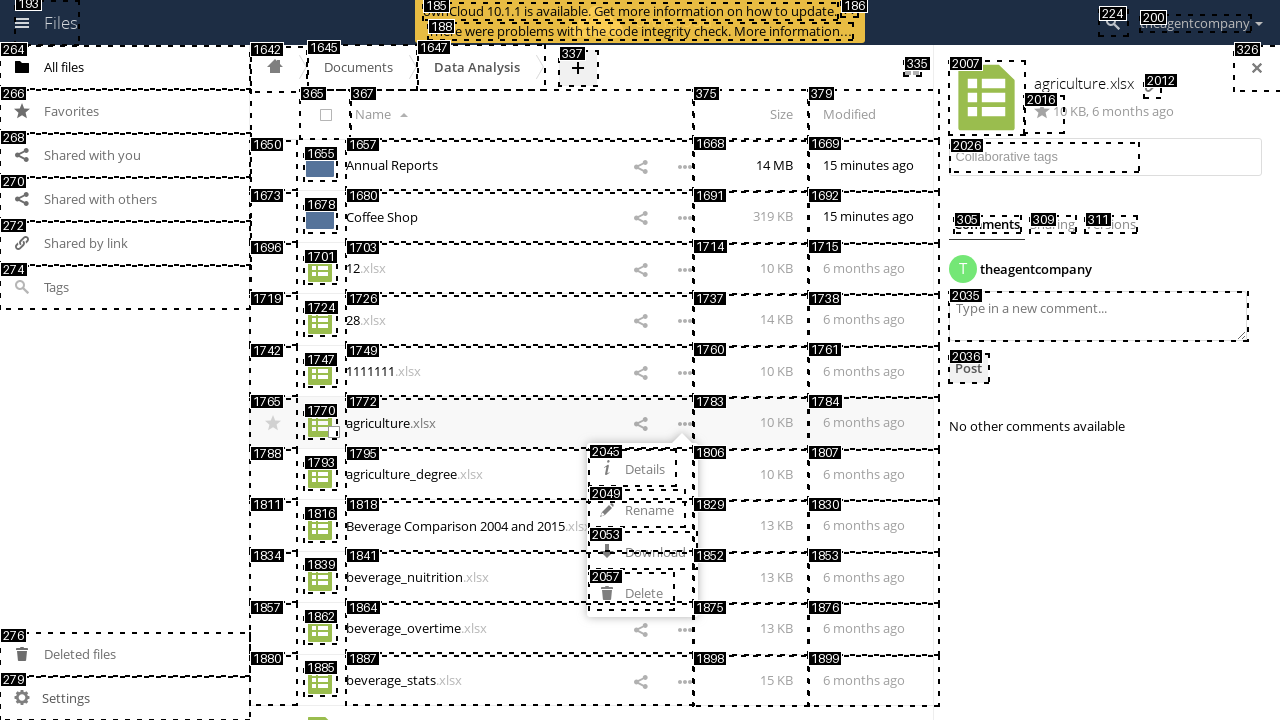 193
Files
185
ownCloud 10.1.1 is available. Get more information on how to update.
186
188
There were problems with the code integrity check. More information…
224
200
theagentcompany
264
All files
266
Favorites
268
Shared with you
270
Shared with others
272
Shared by link
274
Tags
276
Deleted files
279
Settings
1642
1645
Documents
1647
Data Analysis
337
+
335
365
367
Name
375
Size
379
Modified
1650
1655
1657
Annual Reports
1668
14 MB
1669
15 minutes ago
1673
1678
1680
Coffee Shop
1691
319 KB
1692
15 minutes ago
1696
1701
1703
12.xlsx
1714
10 KB
1715
6 months ago
1719
1724
1726
28.xlsx
1737
14 KB
1738
6 months ago
1742
1747
1749
1111111.xlsx
1760
10 KB
1761
6 months ago
1765
1770
1772
agriculture.xlsx
1783
10 KB
1784
6 months ago
1788
1793
1795
agriculture_degree.xlsx
1806
10 KB
1807
6 months ago
1811
1816
1818
Beverage Comparison 2004 and 2015.xlsx
1829
13 KB
1830
6 months ago
1834
1839
1841
beverage_nuitrition.xlsx
1852
13 KB
1853
6 months ago
1857
1862
1864
beverage_overtime.xlsx
1875
13 KB
1876
6 months ago
1880
1885
1887
beverage_stats.xlsx
1898
15 KB
1899
6 months ago
2045
Details
2049
Rename
2053
Download
2057
Delete
326
2007
agriculture.xlsx
2012
2016
10 KB, 6 months ago
2026
Collaborative tags
305
Comments
309
Sharing
311
Versions
T theagentcompany
2035
Type in a new comment...
2036
Post
No other comments available